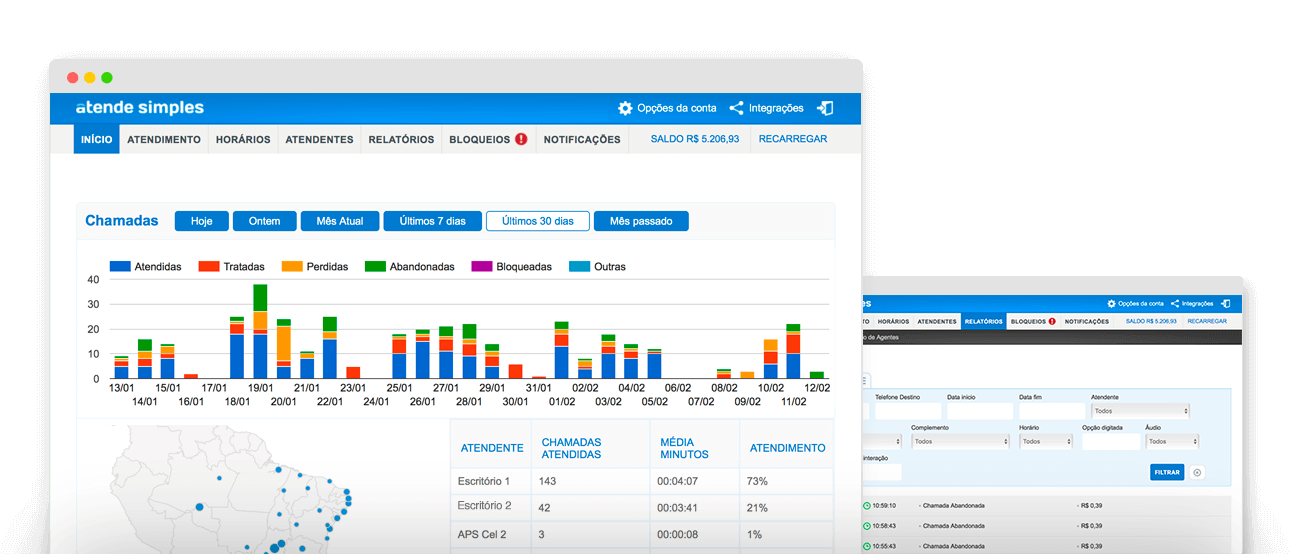 atende simples
Opções da conta Integrações
INÍCIO ATENDIMENTO HORÁRIOS ATENDENTES RELATÓRIOS BLOQUEIOS ! NOTIFICAÇÕES SALDO R$ 5.206,93 RECARREGAR
Chamadas Hoje Ontem Mês Atual Últimos 7 dias Últimos 30 dias Mês passado
Atendidas Tratadas Perdidas Abandonadas Bloqueadas Outras
40
30
20
10
0
13/01 15/01 17/01 19/01 21/01 23/01 25/01 27/01 29/01 31/01 02/02 04/02 06/02 08/02 10/02 12/02
14/01 16/01 18/01 20/01 22/01 24/01 26/01 28/01 30/01 01/02 03/02 05/02 07/02 09/02 11/02
ATENDENTE CHAMADAS ATENDIDAS MÉDIA MINUTOS ATENDIMENTO
Escritório 1 143 00:04:07 73%
Escritório 2 42 00:03:41 21%
APS Cel 2 3 00:00:08 1%
es
Opções da conta Integrações
TO HORÁRIOS ATENDENTES RELATÓRIOS BLOQUEIOS ! NOTIFICAÇÕES SALDO R$ 5.206,93 RECARREGAR
o de Agentes
Telefone Destino Data inicio Data fim Atendente
Todos
Complemento Horário Opção digitada Áudio
Todos Todos Todos
interação
FILTRAR
10:59:10 - Chamada Abandonada - R$ 0,39
10:58:43 - Chamada Abandonada - R$ 0,39
10:55:43 - Chamada Abandonada - R$ 0,39